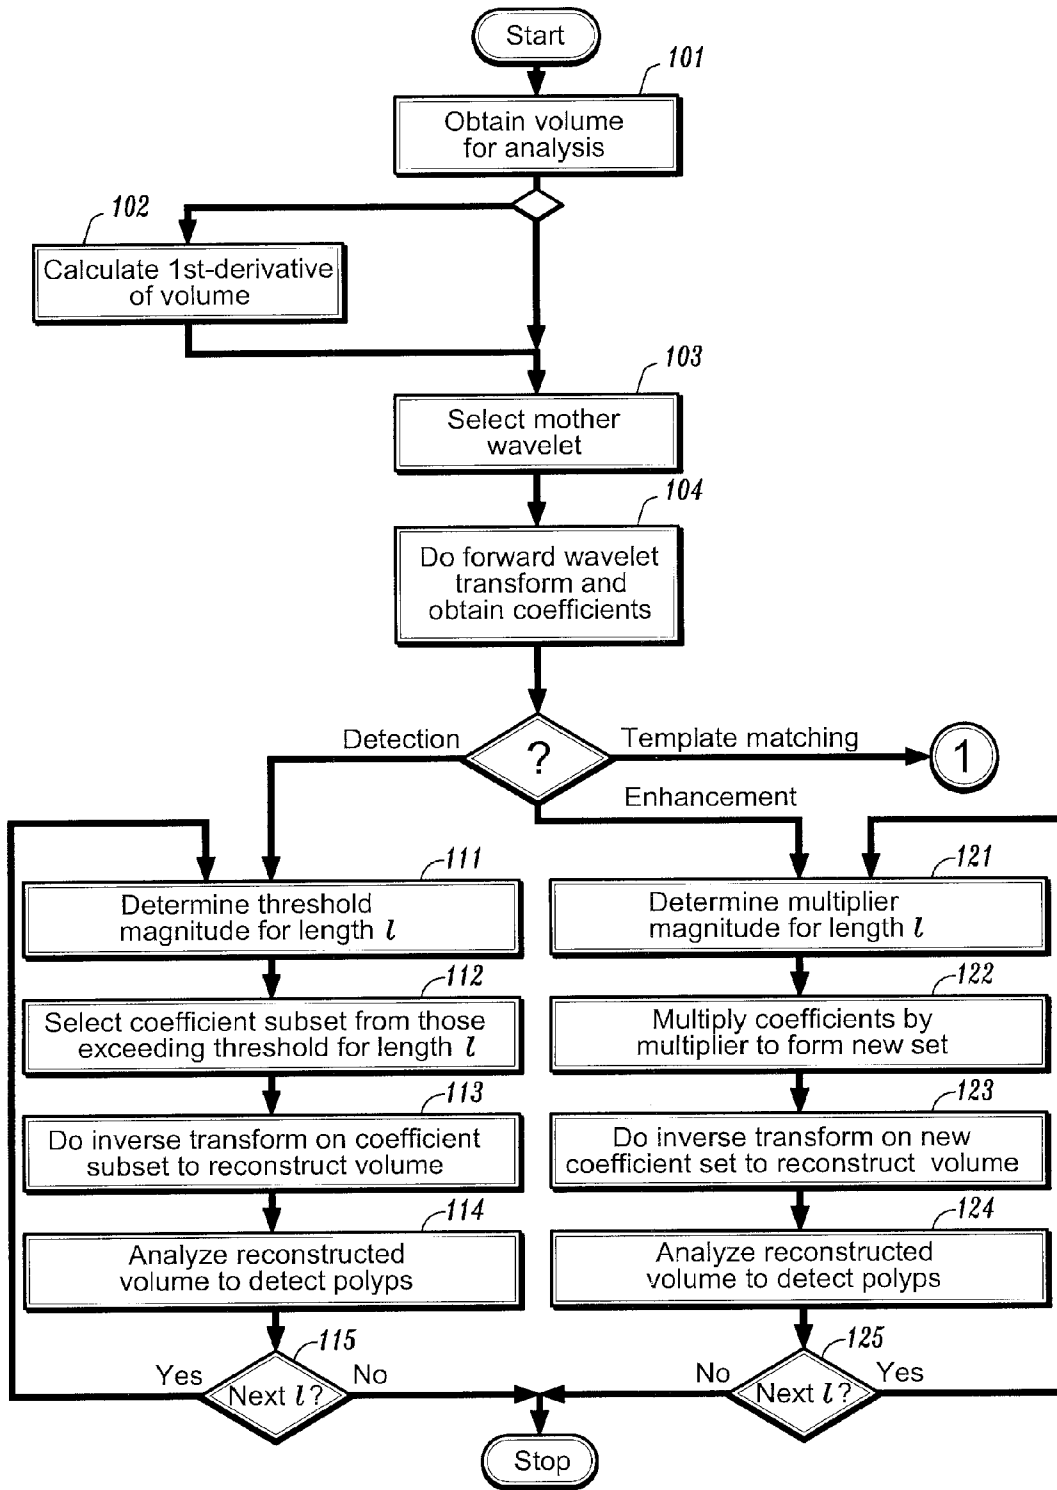 Start
101
Obtain volume
for analysis
102
Calculate 1st-derivative
of volume
103
Select mother
wavelet
104
Do forward wavelet
transform and
obtain coefficients
Detection
?
Template matching
1
Enhancement
111
Determine threshold
magnitude for length l
112
Select coefficient subset from those
exceeding threshold for length l
113
Do inverse transform on coefficient
subset to reconstruct volume
114
Analyze reconstructed
volume to detect polyps
115
Yes
Next l?
No
121
Determine multiplier
magnitude for length l
122
Multiply coefficients by
multiplier to form new set
123
Do inverse transform on new
coefficient set to reconstruct volume
124
Analyze reconstructed
volume to detect polyps
125
No
Next l?
Yes
Stop